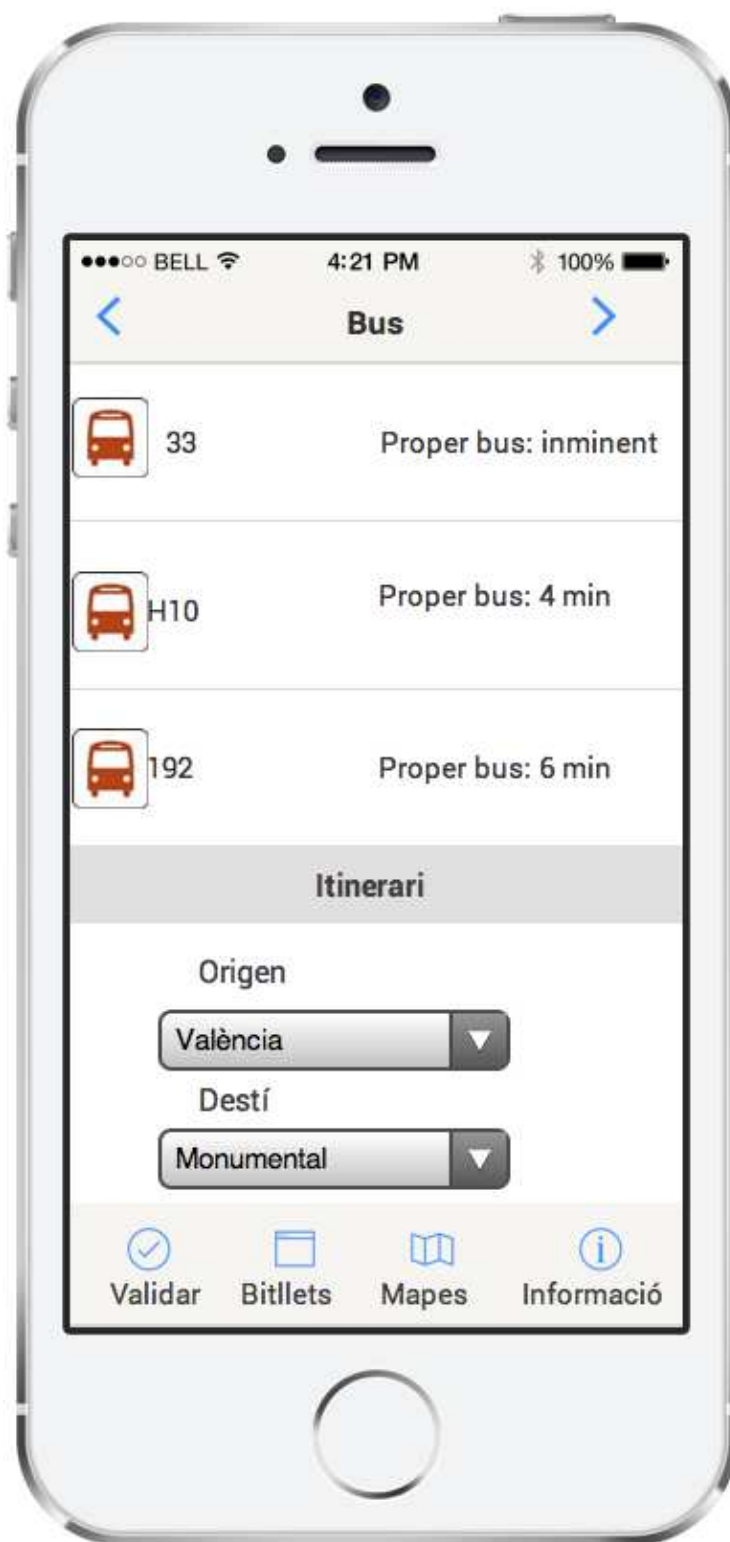 BELL 4:21 PM 100%
Bus
33 Proper bus: inminent
H10 Proper bus: 4 min
192 Proper bus: 6 min
Itinerari
Origen
València
Destí
Monumental
Validar Bitllets Mapes Informació